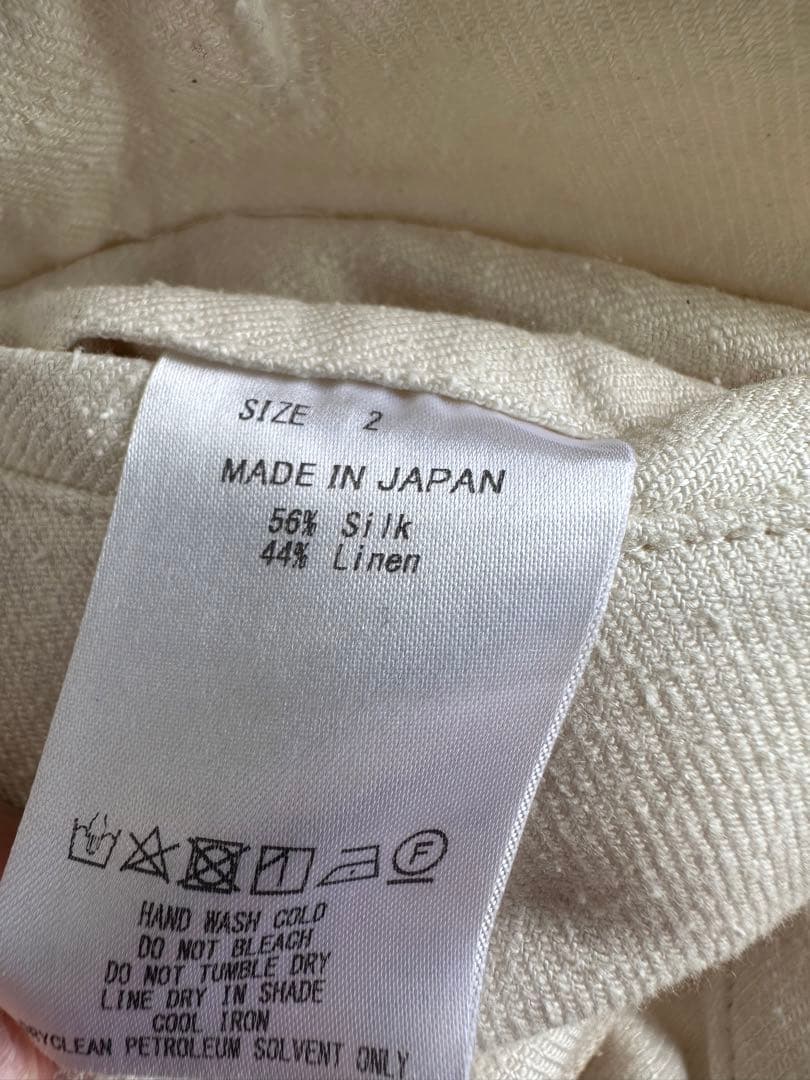 SIZE 2
MADE IN JAPAN
56% Silk
44% Linen
F
HAND WASH COLD
DO NOT BLEACH
DO NOT TUMBLE DRY
LINE DRY IN SHADE
COOL IRON
DRYCLEAN PETROLEUM SOLVENT ONLY